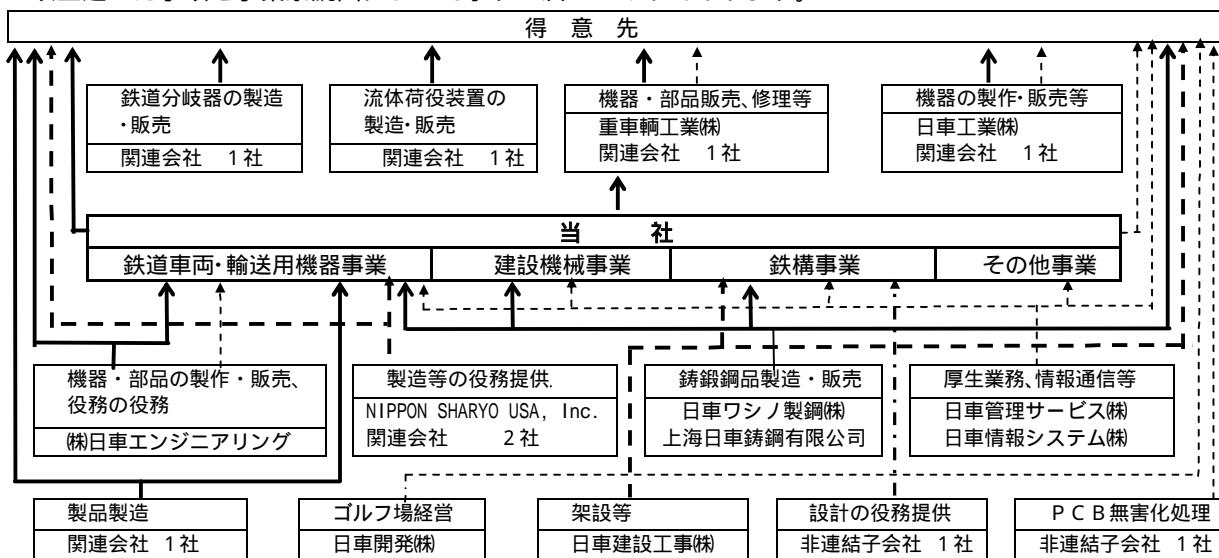 得 意 先
鉄道分岐器の製造
・販売
関連会社 1社
流体荷役装置の
製造・販売
関連会社 1社
機器・部品販売、修理等
重車輌工業㈱
関連会社 1社
機器の製作・販売等
日車工業㈱
関連会社 1社
当 社
鉄道車両・輸送用機器事業
建設機械事業
鉄構事業
その他事業
機器・部品の製作・販売、
役務の役務
㈱日車エンジニアリング
製造等の役務提供.
NIPPON SHARYO USA, Inc.
関連会社 2社
鋳鍛鋼品製造・販売
日車ワシノ製鋼㈱
上海日車鋳鋼有限公司
厚生業務、情報通信等
日車管理サービス㈱
日車情報システム㈱
製品製造
関連会社 1社
ゴルフ場経営
日車開発㈱
架設等
日車建設工事㈱
設計の役務提供
非連結子会社 1社
PCB無害化処理
非連結子会社 1社